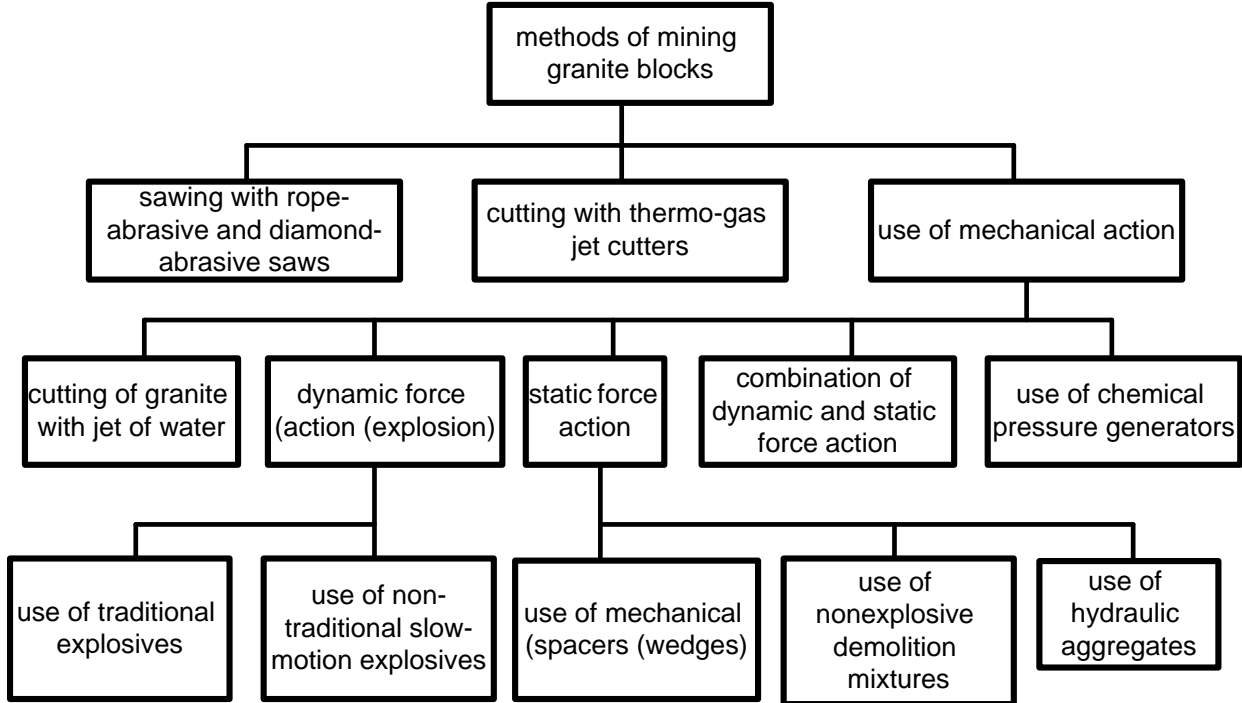 methods of mining
granite blocks
sawing with rope-
abrasive and diamond-
abrasive saws
cutting with thermo-gas
jet cutters
use of mechanical action
cutting of granite
with jet of water
dynamic force
(action (explosion)
static force
action
combination of
dynamic and static
force action
use of chemical
pressure generators
use of traditional
explosives
use of non-
traditional slow-
motion explosives
use of mechanical
(spacers (wedges)
use of
nonexplosive
demolition
mixtures
use of
hydraulic
aggregates